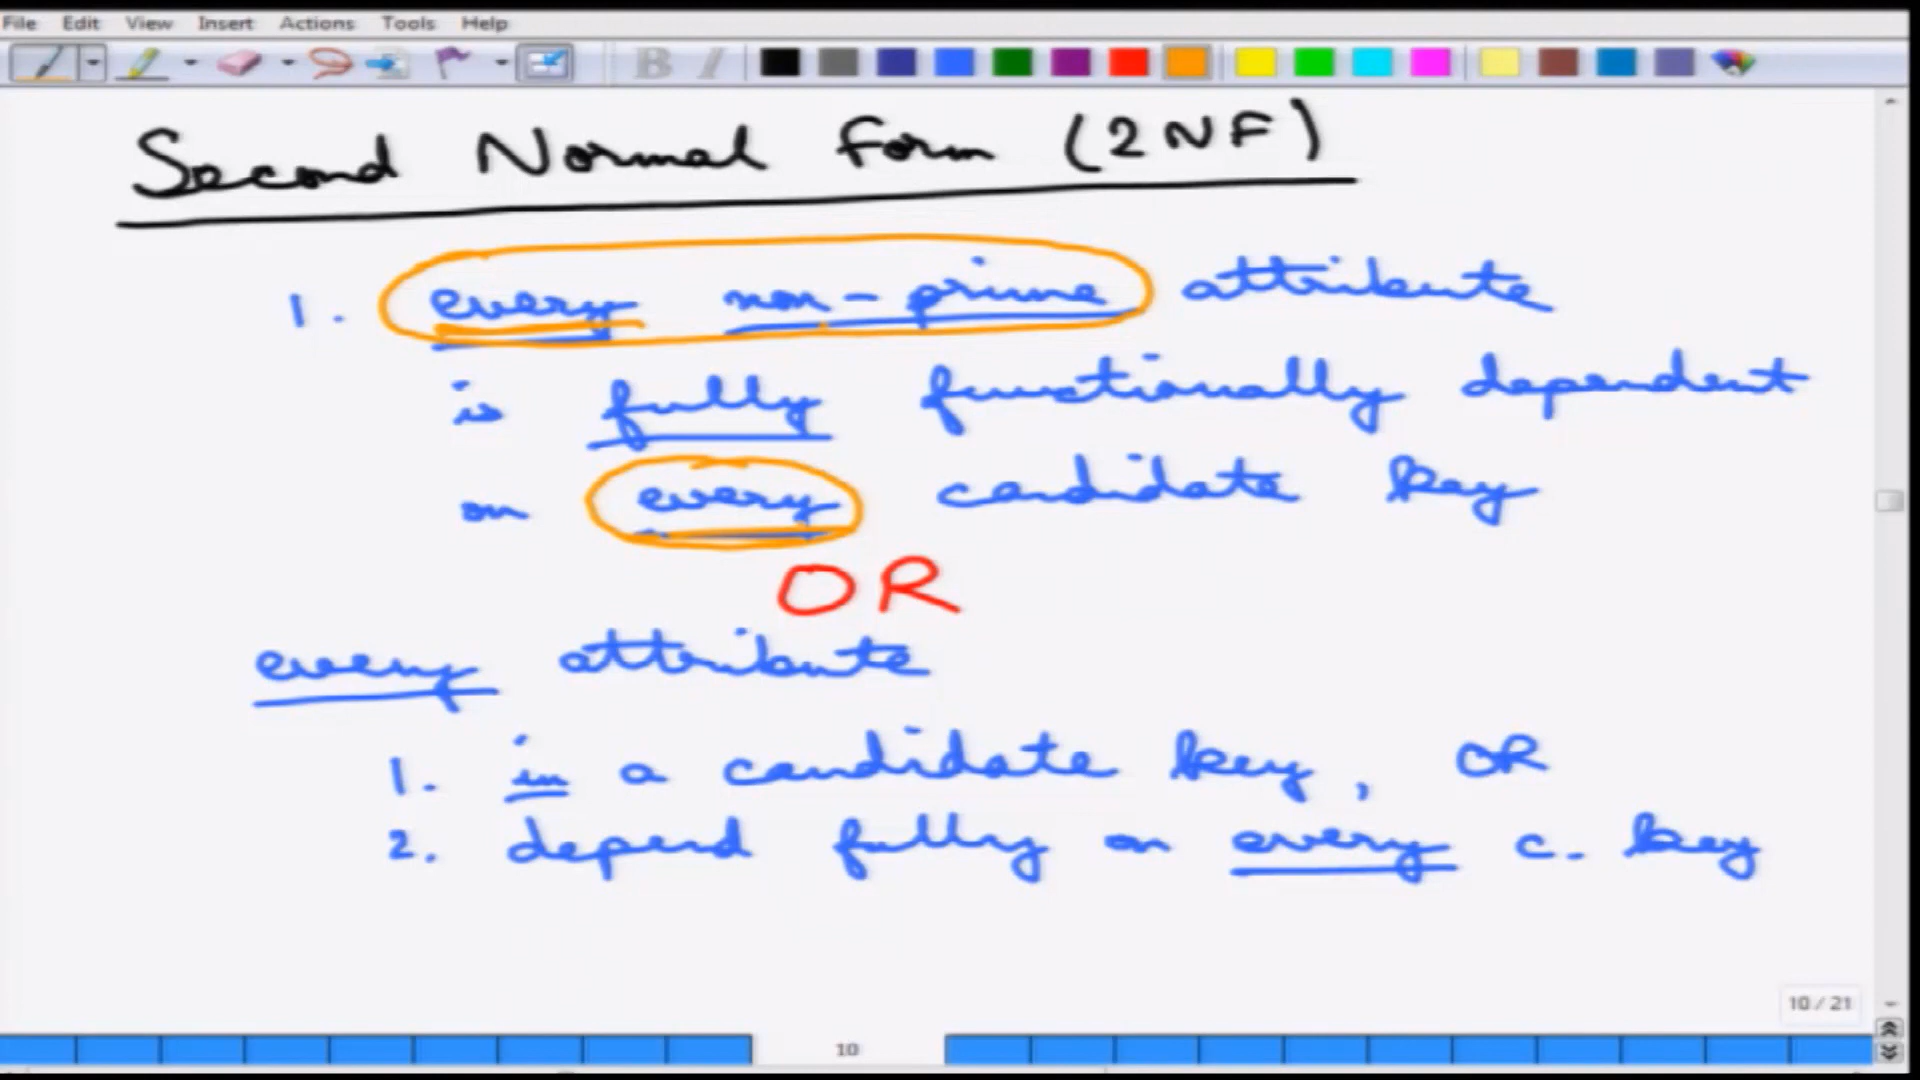 File Edit View Insert Actions Tools Help
B I
Second Normal Form (2NF)
1. every non-prime attribute
is fully functionally dependent
on every candidate key
OR
every attribute
1. in a candidate key, OR
2. depend fully on every c. key
10 / 21
10